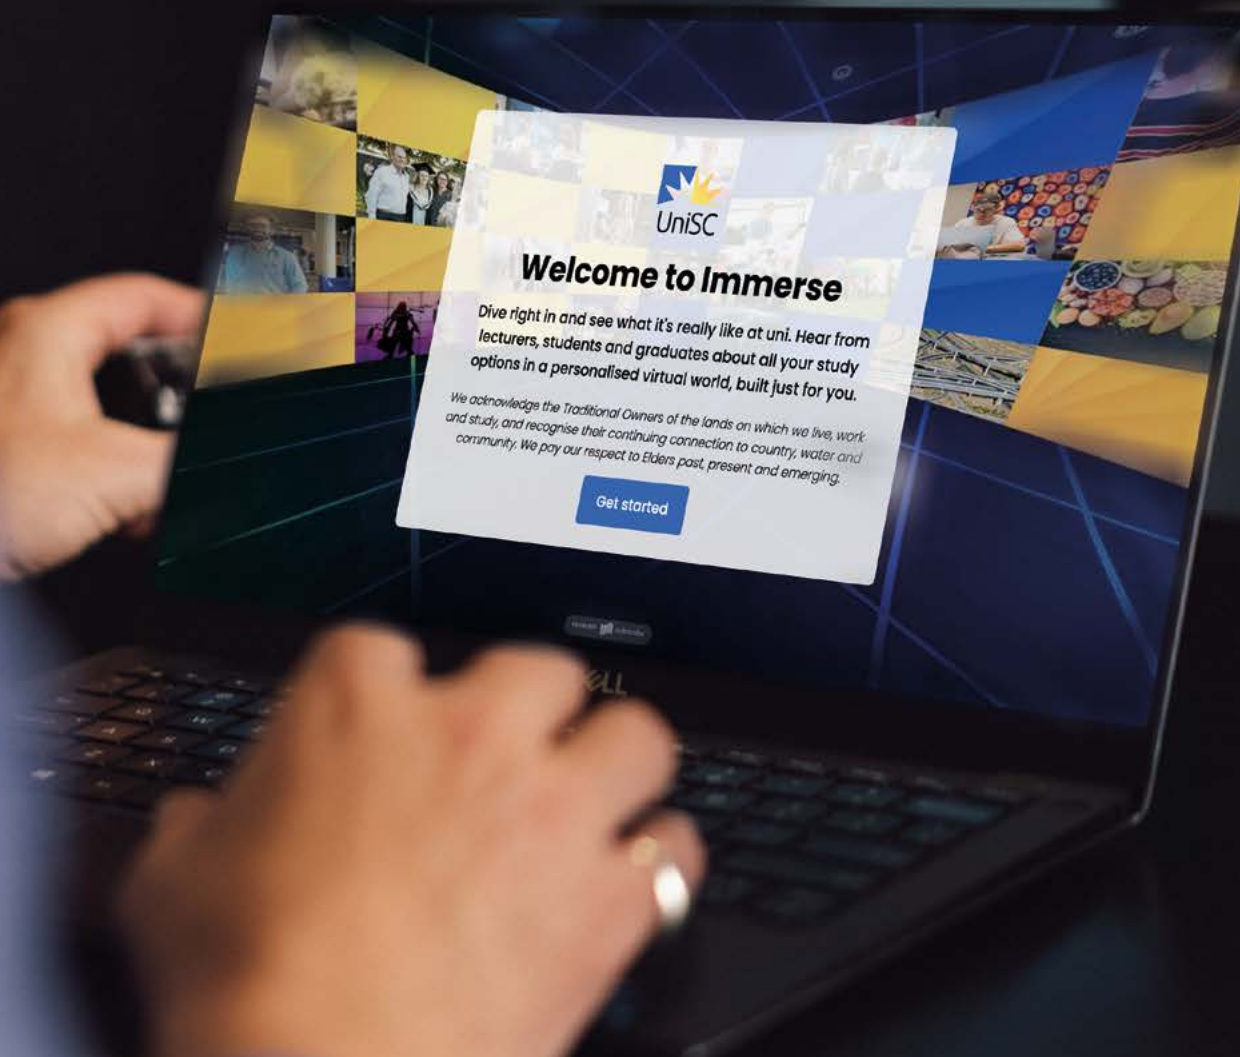 UniSC
Welcome to Immerse
Dive right in and see what it's really like at uni. Hear from
lecturers, students and graduates about all your study
options in a personalised virtual world, built just for you.
We acknowledge the Traditional Owners of the lands on which we live, work
and study, and recognise their continuing connection to country, water and
community. We pay our respect to Elders past, present and emerging.
Get started
DELL